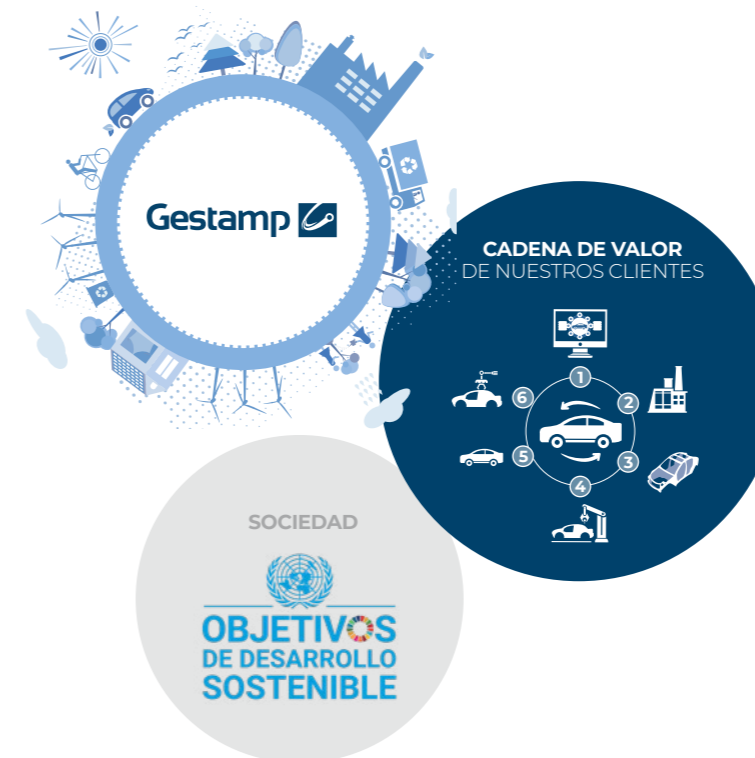 Gestamp
CADENA DE VALOR
DE NUESTROS CLIENTES
1
2
3
4
5
6
SOCIEDAD
OBJETIVOS
DE DESARROLLO
SOSTENIBLE